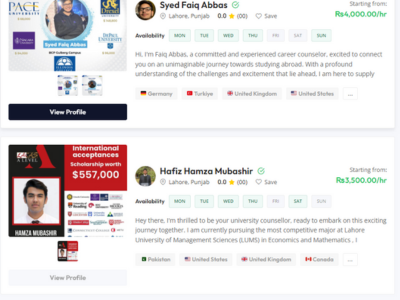 PACE
UNIVERSITY
Drexel
DEPAUL
UNIVERSITY
Syed Faiq Abbas
View Profile
Syed Faiq Abbas
Lahore, Punjab 0.0 (00) Save
Starting from:
₨4,000.00/hr
Availability MON TUE WED THU FRI SAT SUN
Hi, I'm Faiq Abbas, a committed and experienced career counselor, excited to connect
you on an unimaginable journey towards studying abroad. With a profound
understanding of the challenges and excitement that lie ahead. I am here to supply
Germany Turkiye United Kingdom United States ...
International
acceptances
Scholarship worth
$557,000
A LEVEL
HAMZA MUBASHIR
View Profile
Hafiz Hamza Mubashir
Lahore, Punjab 0.0 (00) Save
Starting from:
₨3,500.00/hr
Availability MON TUE WED THU FRI SAT SUN
Hey there, I'm thrilled to be your university counsellor, ready to embark on this exciting
journey together. I am currently pursuing the most competitive major at Lahore
University of Management Sciences (LUMS) in Economics and Mathematics , I
Pakistan United States United Kingdom Canada ...